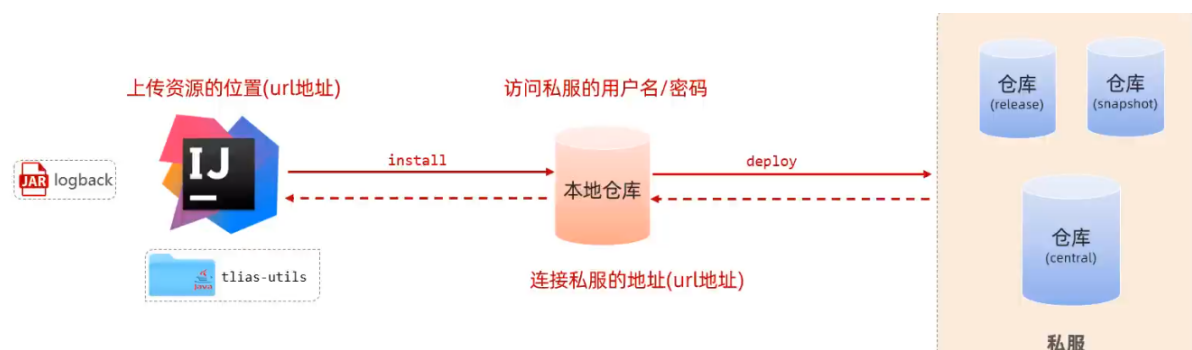 上传资源的位置(url地址)
访问私服的用户名/密码
仓库
(release)
仓库
(snapshot)
JAR
logback
IJ
install
本地仓库
deploy
仓库
(central)
Java
tlias-utils
连接私服的地址(url地址)
私服